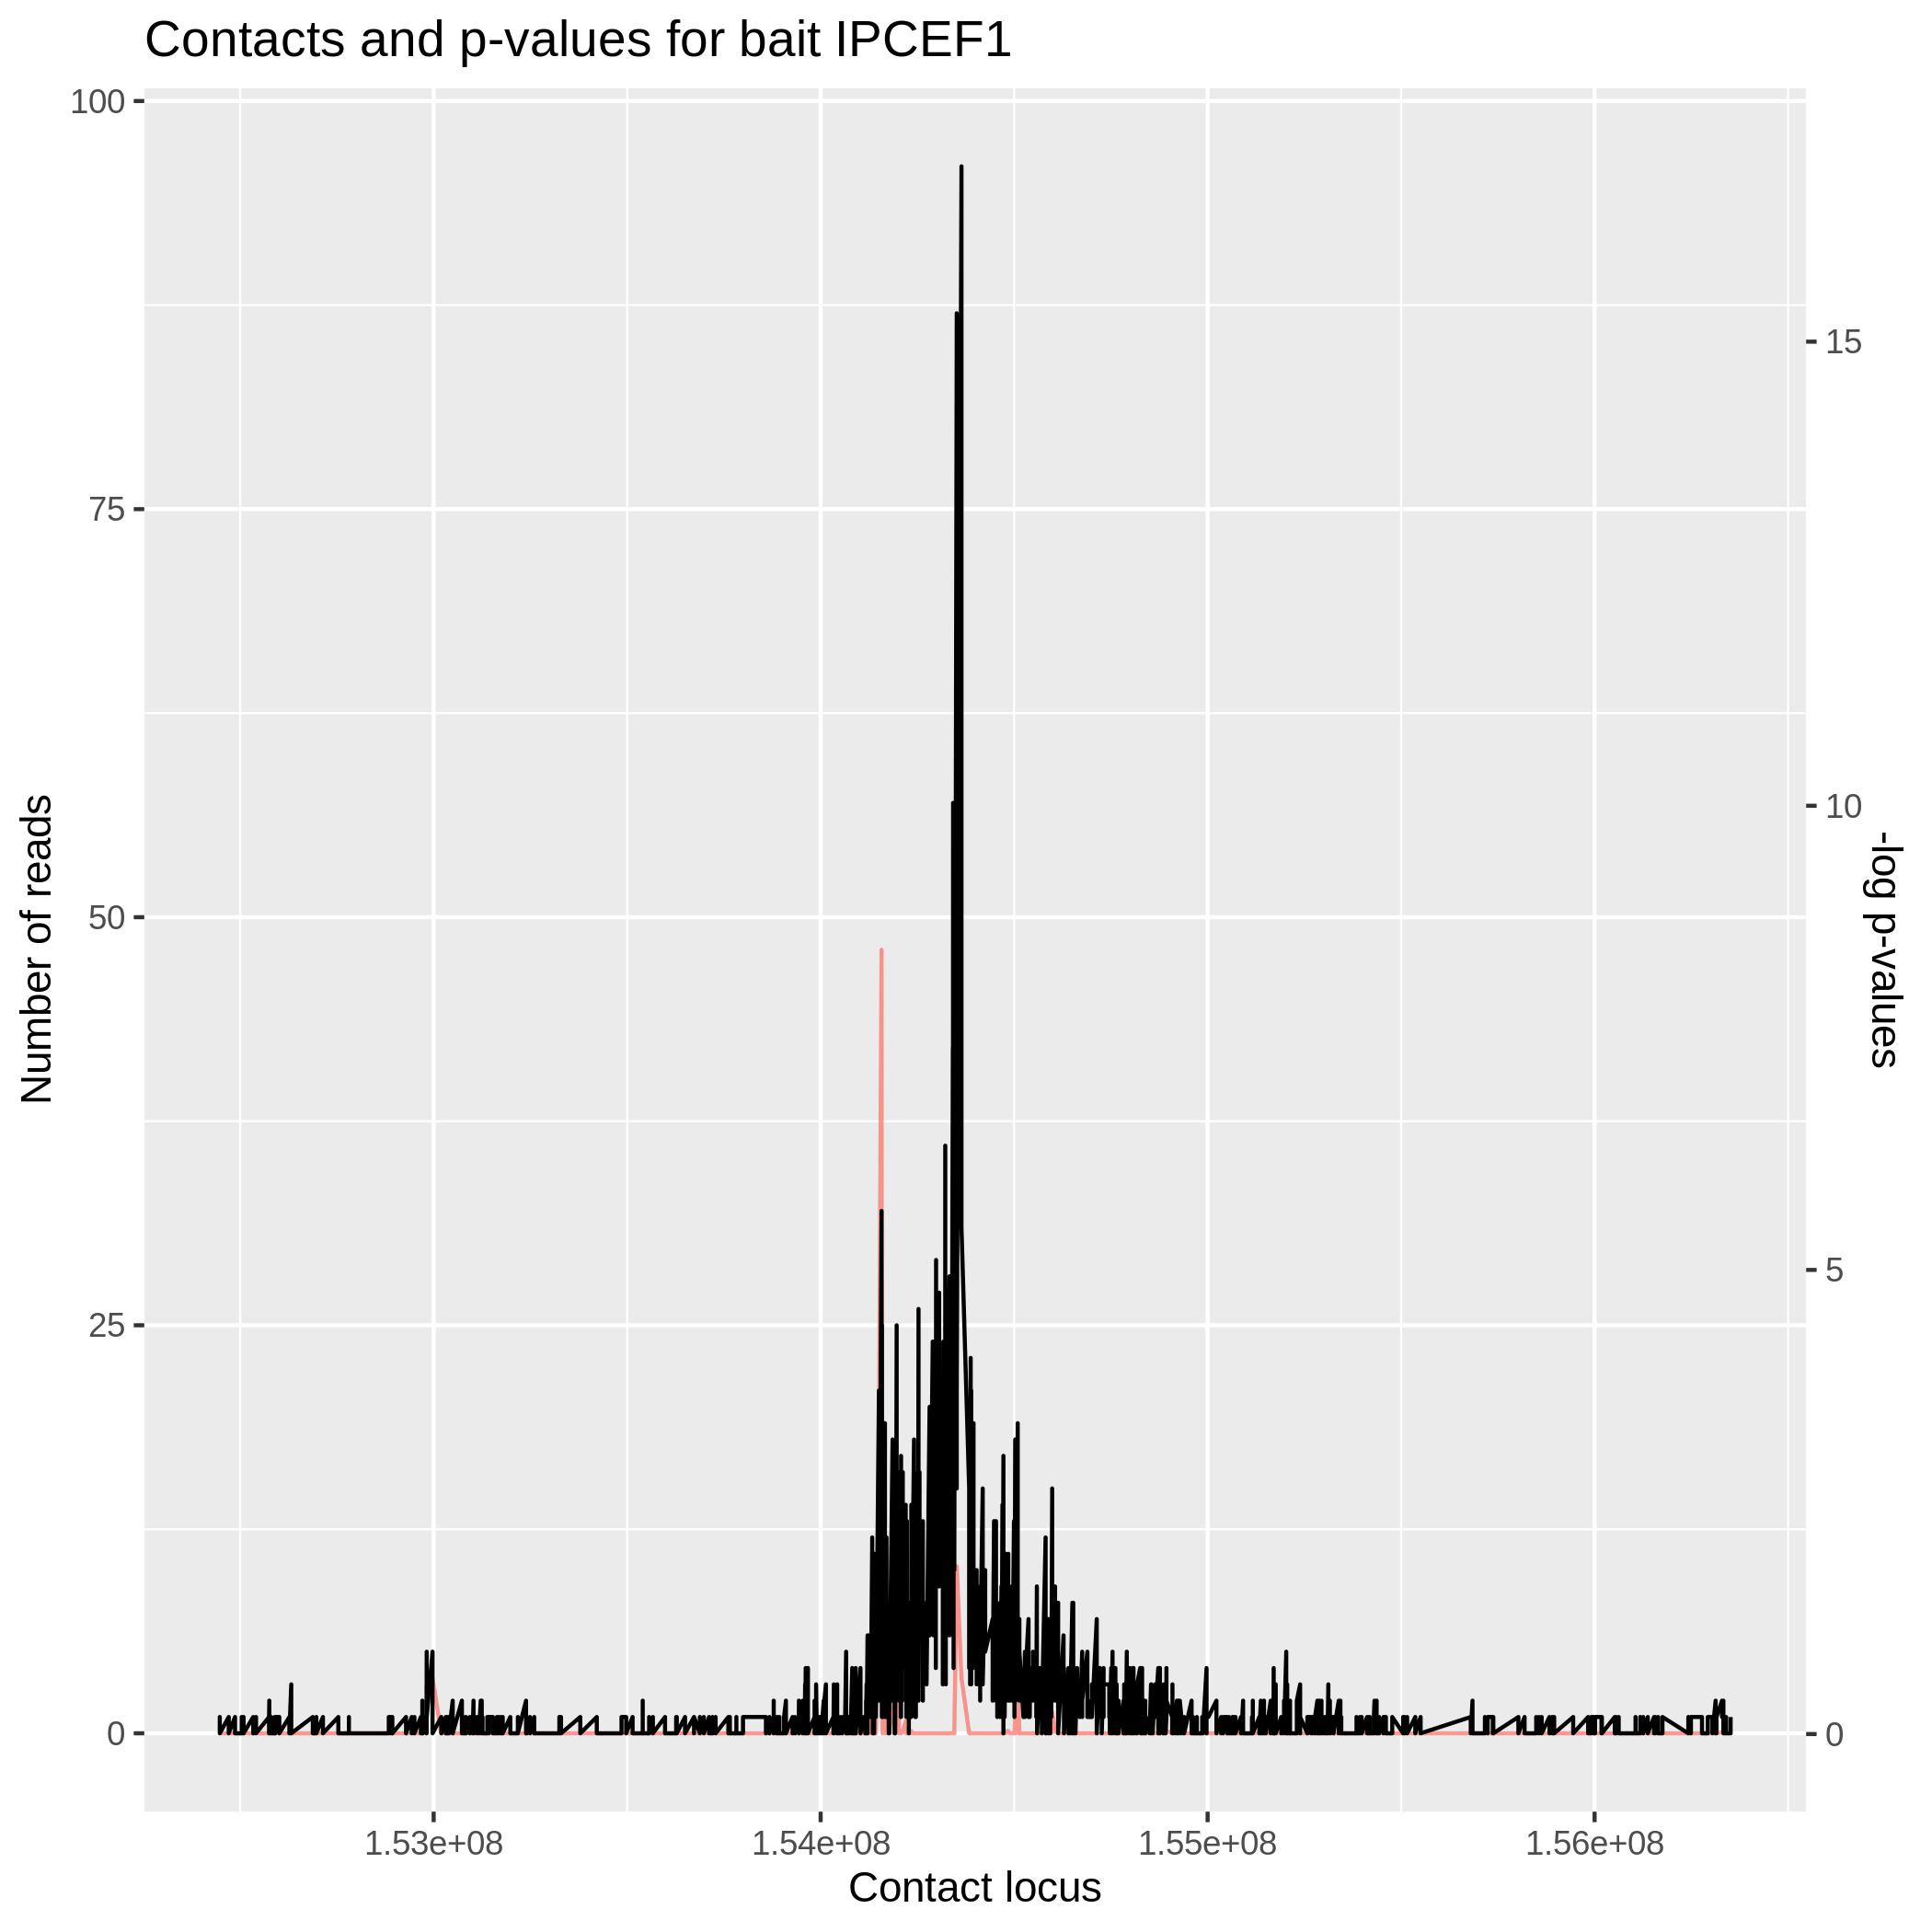 Contacts and p-values for bait IPCEF1
100
75
50
25
0
Number of reads
15
10
5
0
-log p-values
1.53e+08 1.54e+08 1.55e+08 1.56e+08
Contact locus